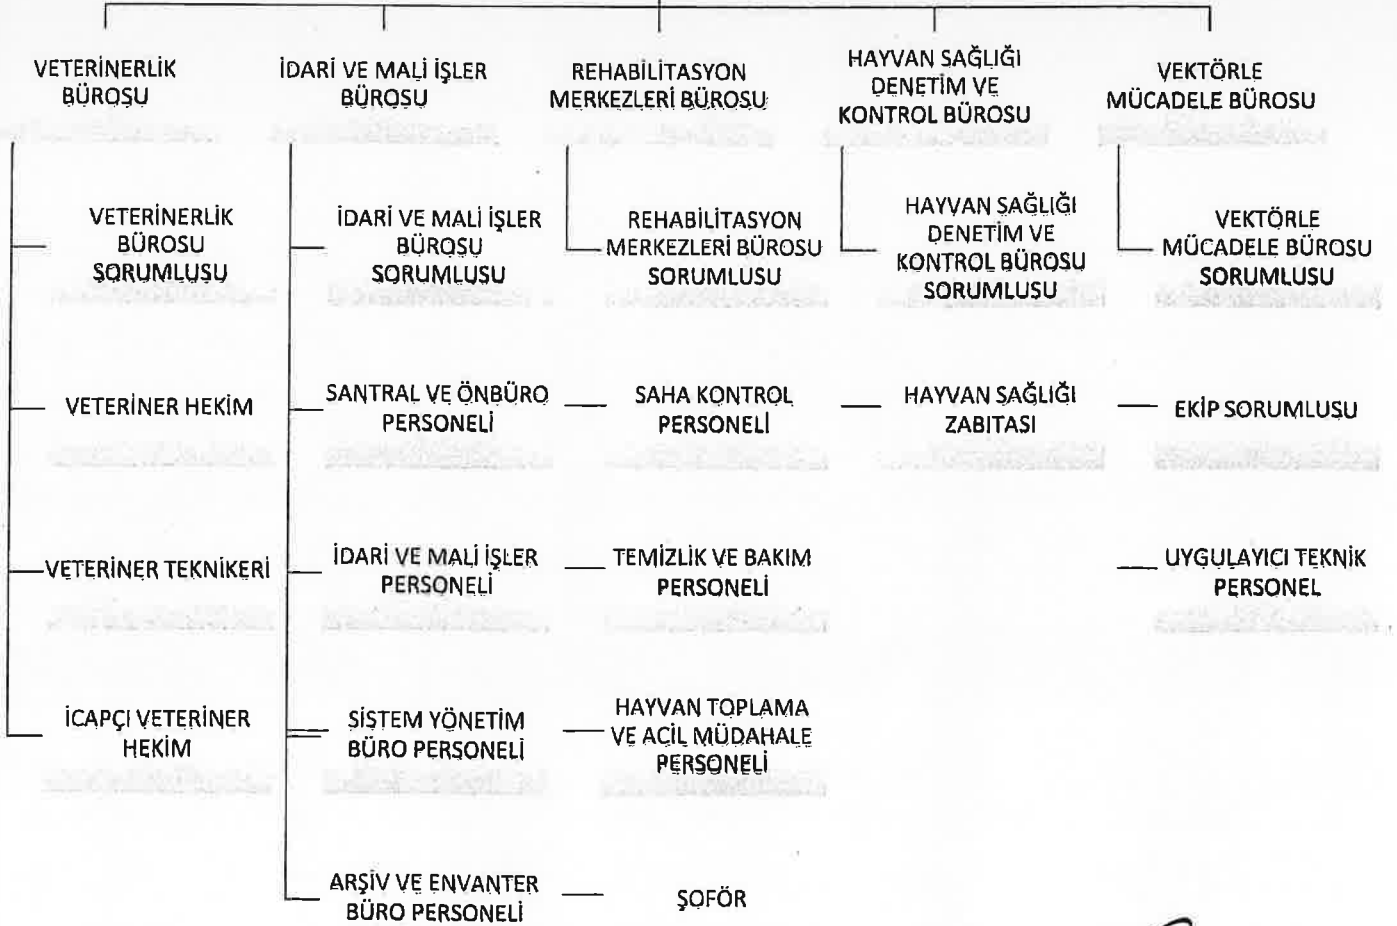 VETERİNERLİK
BÜROSU
İDARİ VE MALİ İŞLER
BÜROSU
REHABİLİTASYON
MERKEZLERİ BÜROSU
HAYVAN SAĞLIĞI
DENETİM VE
KONTROL BÜROSU
VEKTÖRLE
MÜCADELE BÜROSU
VETERİNERLİK
BÜROSU
SORUMLUSU
İDARİ VE MALİ İŞLER
BÜROSU
SORUMLUSU
REHABİLİTASYON
MERKEZLERİ BÜROSU
SORUMLUSU
HAYVAN SAĞLIĞI
DENETİM VE
KONTROL BÜROSU
SORUMLUSU
VEKTÖRLE
MÜCADELE BÜROSU
SORUMLUSU
VETERİNER HEKİM
SANTRAL VE ÖNBÜRO
PERSONELİ
SAHA KONTROL
PERSONELİ
HAYVAN SAĞLIĞI
ZABITASI
EKİP SORUMLUSU
VETERİNER TEKNİKERİ
İDARİ VE MALİ İŞLER
PERSONELİ
TEMİZLİK VE BAKIM
PERSONELİ
UYGULAYICI TEKNİK
PERSONEL
İCAPÇI VETERİNER
HEKİM
SİSTEM YÖNETİM
BÜRO PERSONELİ
HAYVAN TOPLAMA
VE ACİL MÜDAHALE
PERSONELİ
ARŞİV VE ENVANTER
BÜRO PERSONELİ
ŞOFÖR